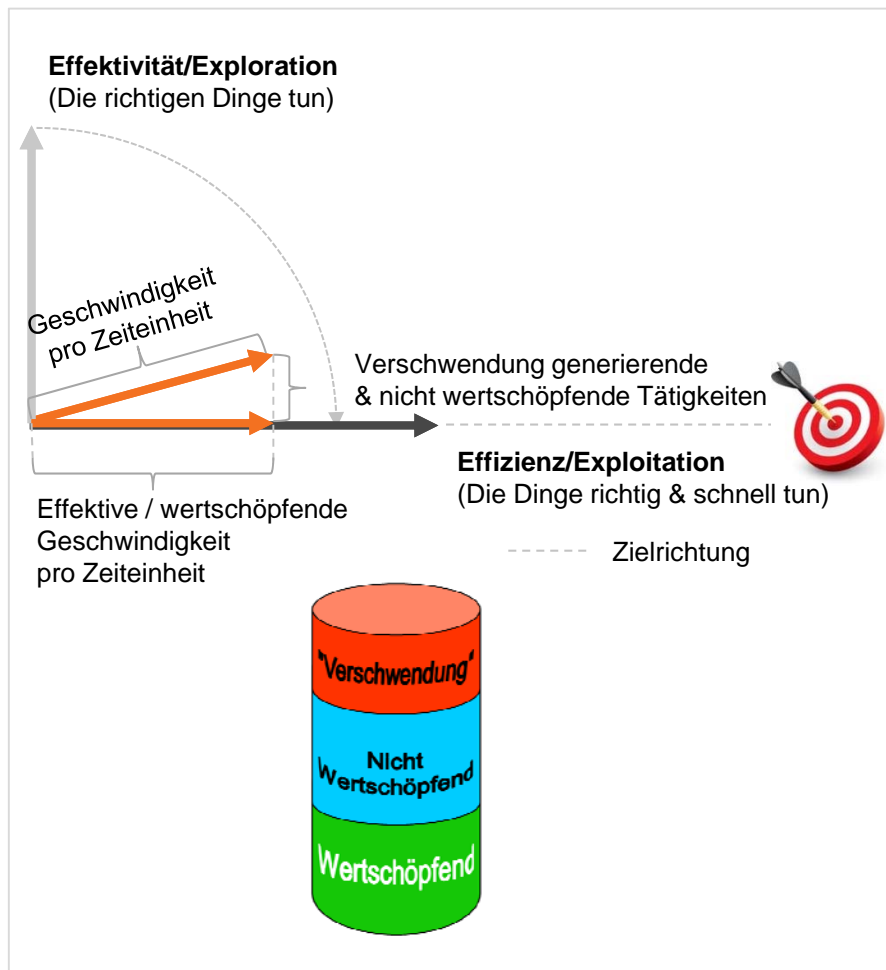 Effektivität/Exploration
(Die richtigen Dinge tun)
Geschwindigkeit
pro Zeiteinheit
Verschwendung generierende
& nicht wertschöpfende Tätigkeiten
Effizienz/Exploitation
(Die Dinge richtig & schnell tun)
Effektive / wertschöpfende
Geschwindigkeit
pro Zeiteinheit
Zielrichtung
"Verschwendung"
Nicht
Wertschöpfend
Wertschöpfend